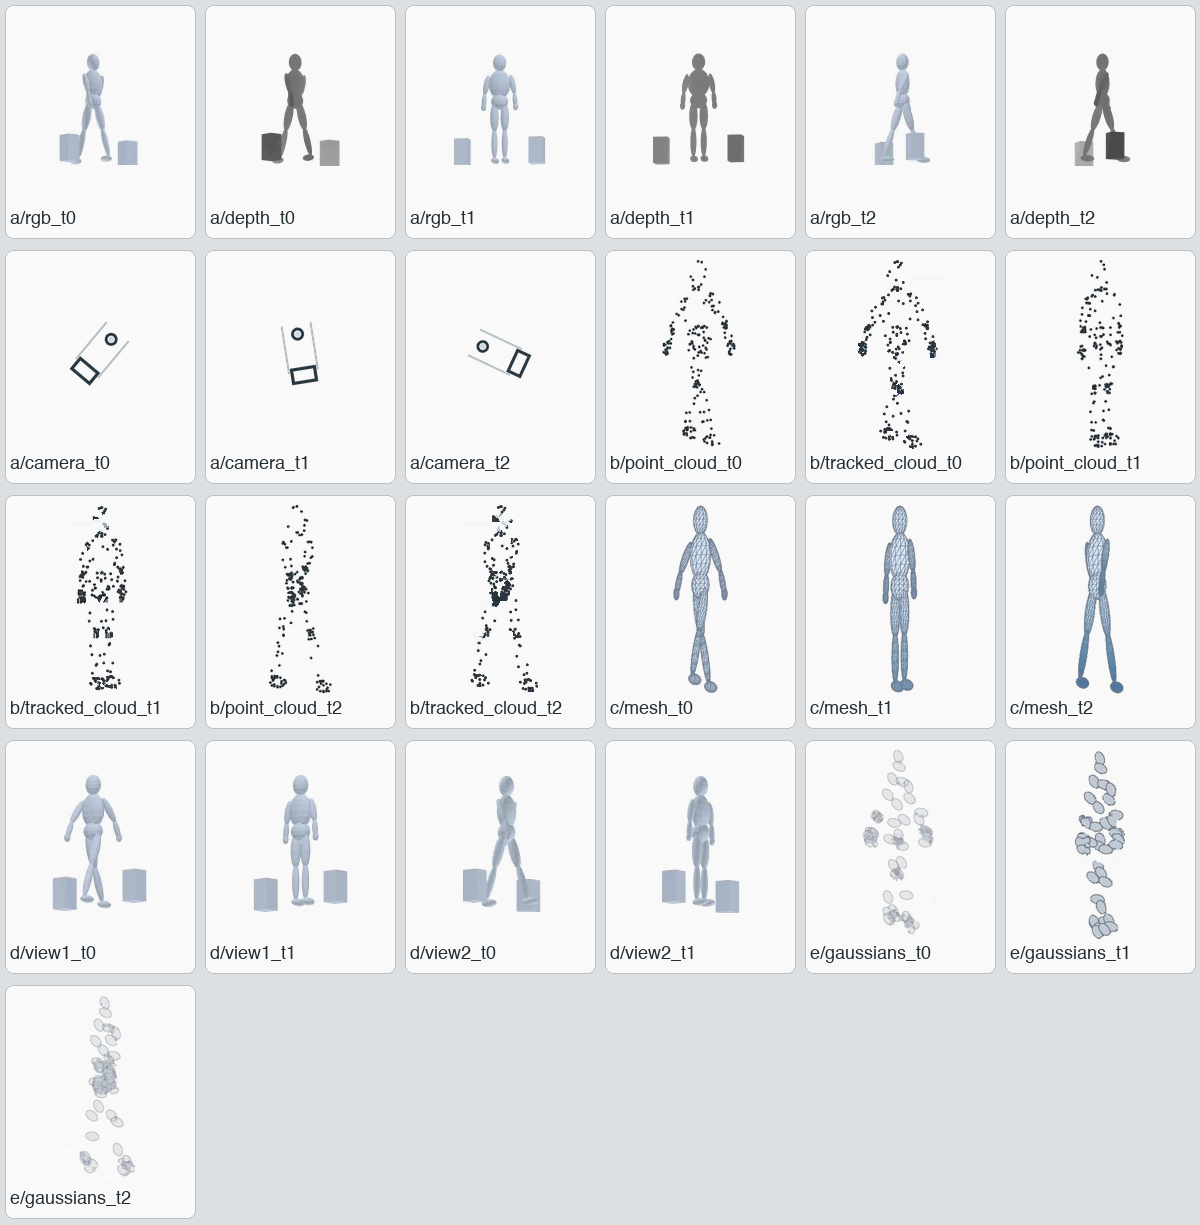 a/rgb_t0
a/depth_t0
a/rgb_t1
a/depth_t1
a/rgb_t2
a/depth_t2
a/camera_t0
a/camera_t1
a/camera_t2
b/point_cloud_t0
b/tracked_cloud_t0
b/point_cloud_t1
b/tracked_cloud_t1
b/point_cloud_t2
b/tracked_cloud_t2
c/mesh_t0
c/mesh_t1
c/mesh_t2
d/view1_t0
d/view1_t1
d/view2_t0
d/view2_t1
e/gaussians_t0
e/gaussians_t1
e/gaussians_t2